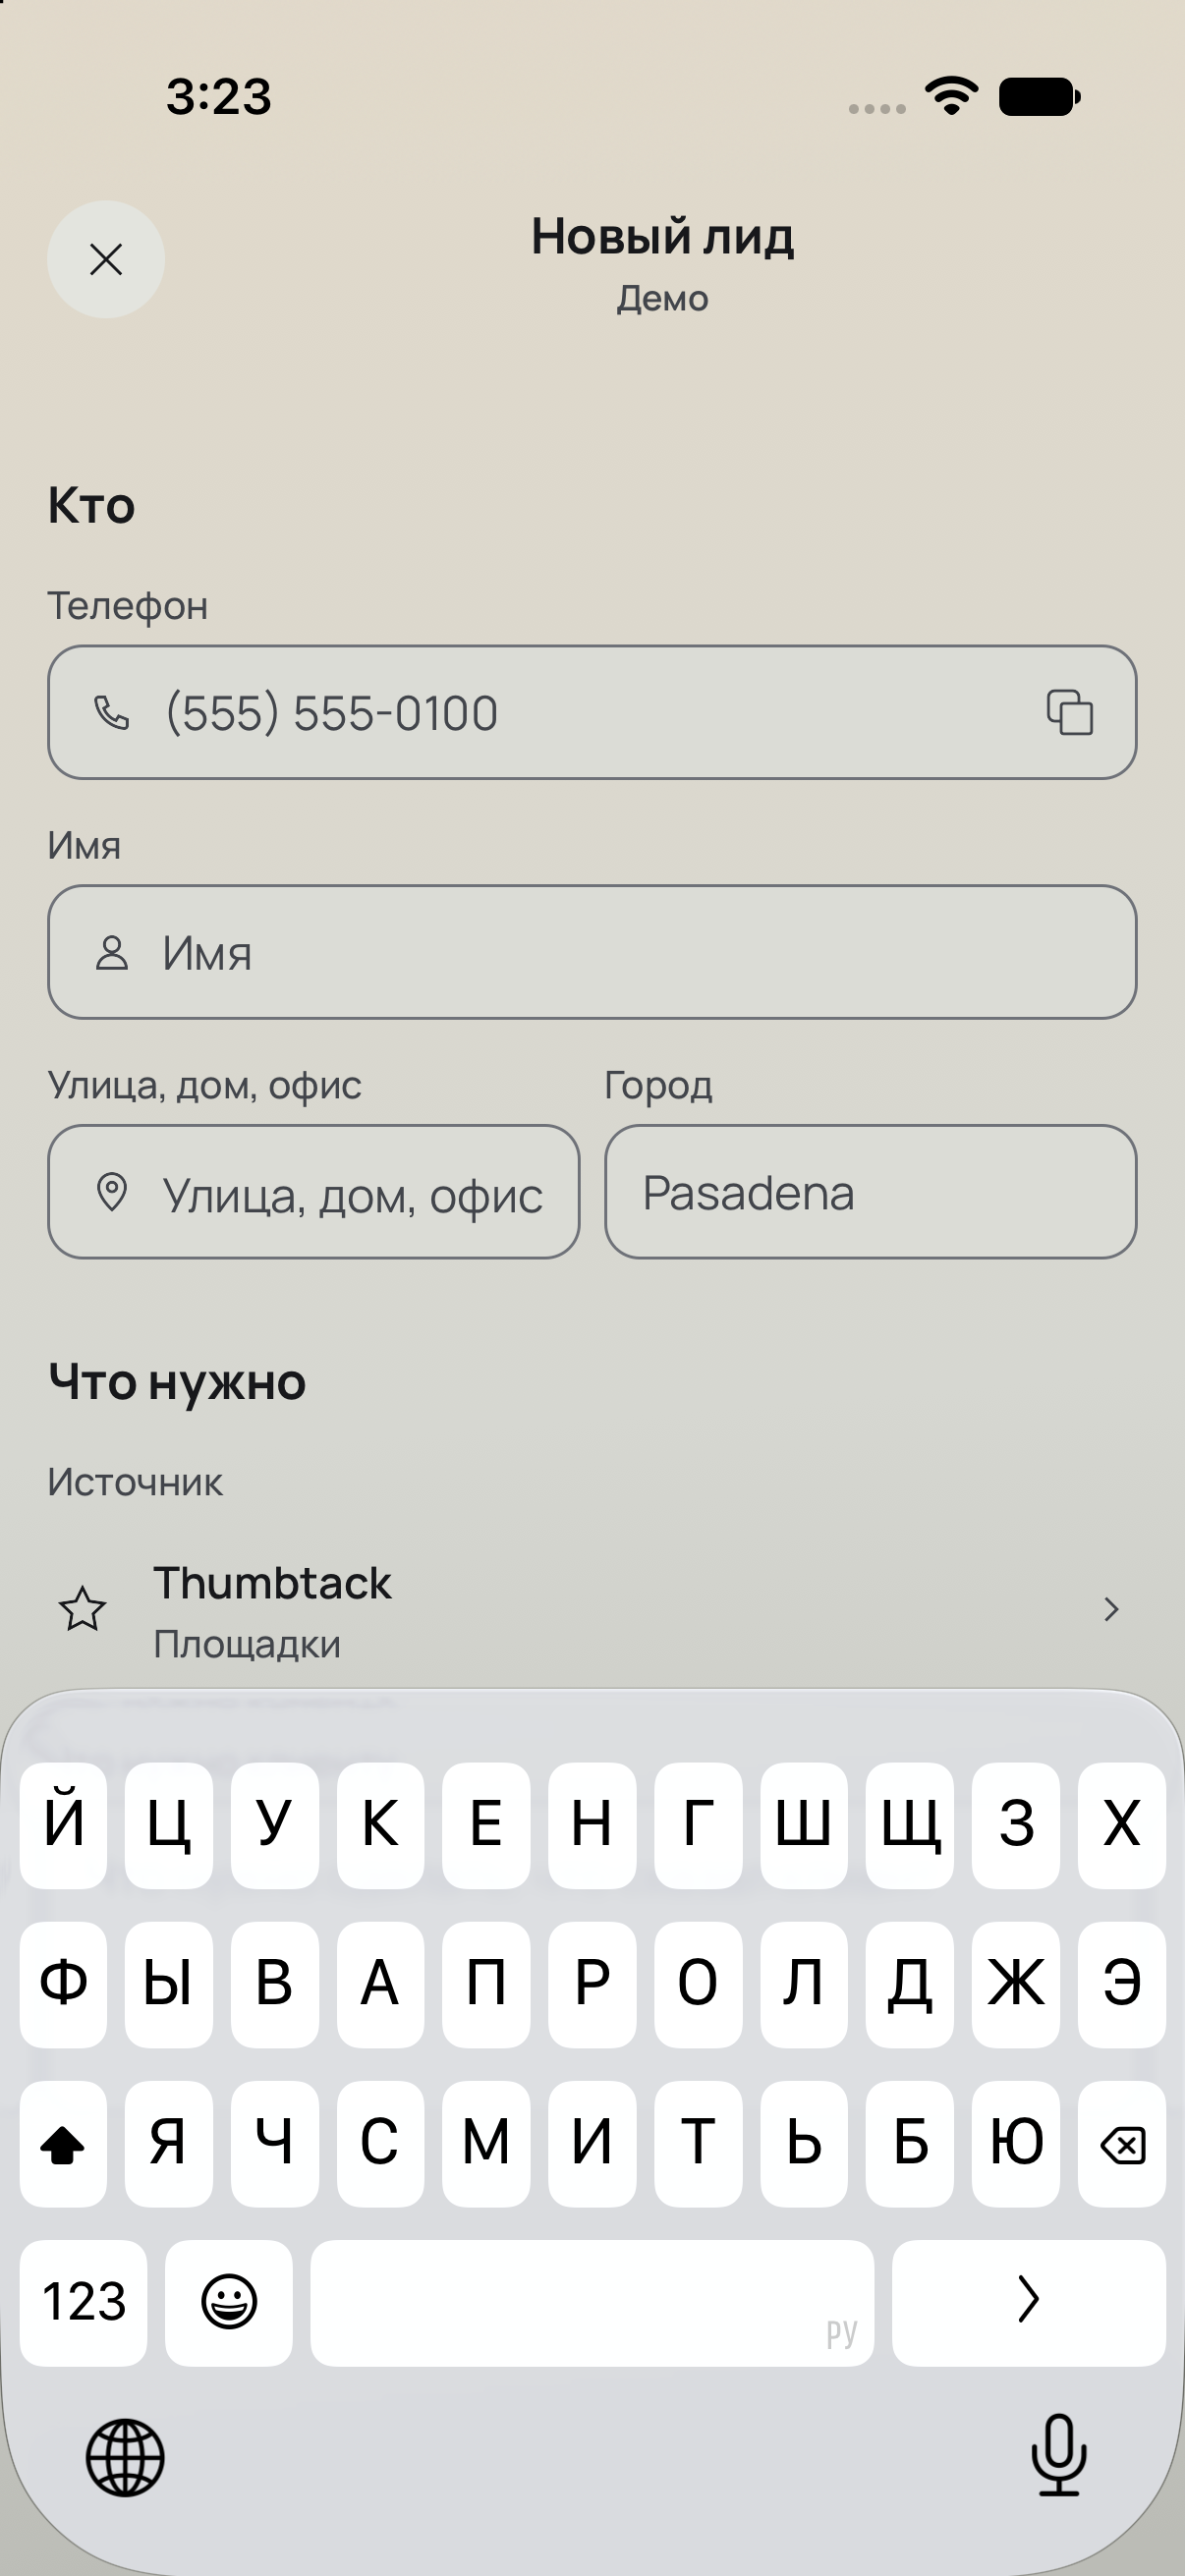 3:23
Новый лид
Демо
Кто
Телефон
(555) 555-0100
Имя
Имя
Улица, дом, офис
Город
Улица, дом, офис
Pasadena
Что нужно
Источник
Thumbtack
Площадки
Й Ц У К Е Н Г Ш Щ З Х
Ф Ы В А П Р О Л Д Ж Э
Я Ч С М И Т Ь Б Ю
123
РУ